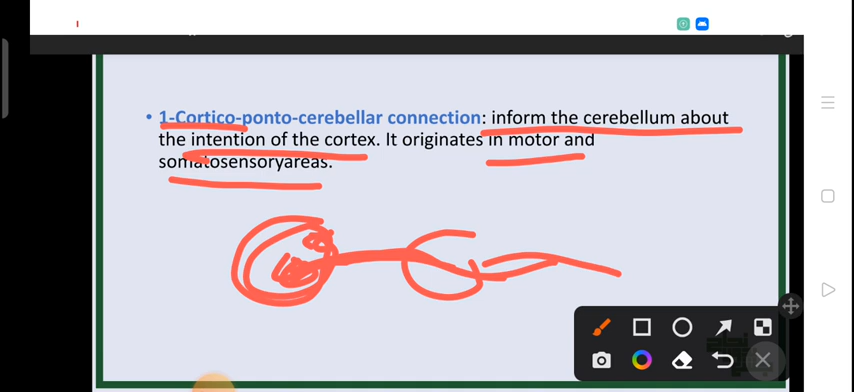 • 1-Cortico-ponto-cerebellar connection: inform the cerebellum about
the intention of the cortex. It originates in motor and
somatosensoryareas.